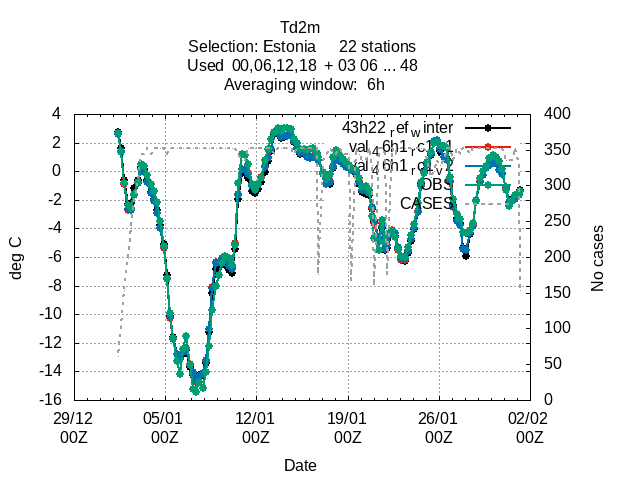 Td2m
Selection: Estonia 22 stations
Used 00,06,12,18 + 03 06 ... 48
Averaging window: 6h
4
2
0
-2
-4
-6
-8
-10
-12
-14
-16
deg C
400
350
300
250
200
150
100
50
0
No cases
43h22refwinter
val46h1rc1v1
val46h1rc1v1
OBS
CASES
29/12 05/01 12/01 19/01 26/01 02/02
00Z 00Z 00Z 00Z 00Z 00Z
Date